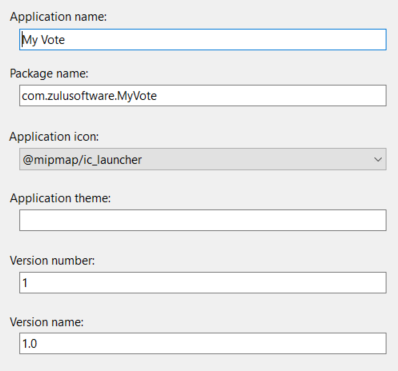 Application name:
My Vote
Package name:
com.zulusoftware.MyVote
Application icon:
@mipmap/ic_launcher
Application theme:
Version number:
1
Version name:
1.0